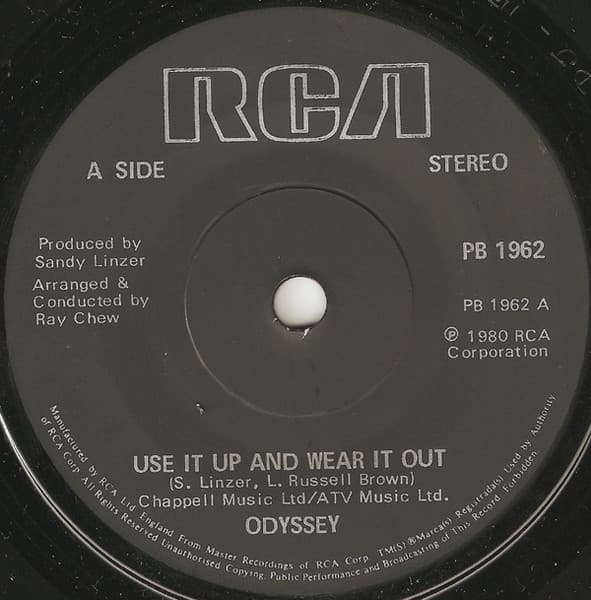 RCA
A SIDE
STEREO
Produced by
Sandy Linzer
Arranged &
Conducted by
Ray Chew
PB 1962
PB 1962 A
℗ 1980 RCA
Corporation
USE IT UP AND WEAR IT OUT
(S. Linzer, L. Russell Brown)
Chappell Music Ltd/ATV Music Ltd.
ODYSSEY
Manufactured by RCA Ltd England From Master Recordings of RCA Corp. TM(S)®Marca(s) Registrada(s) Used by Authority
of RCA Corp All Rights Reserved Unauthorised Copying, Public Performance and Broadcasting of This Record Forbidden.